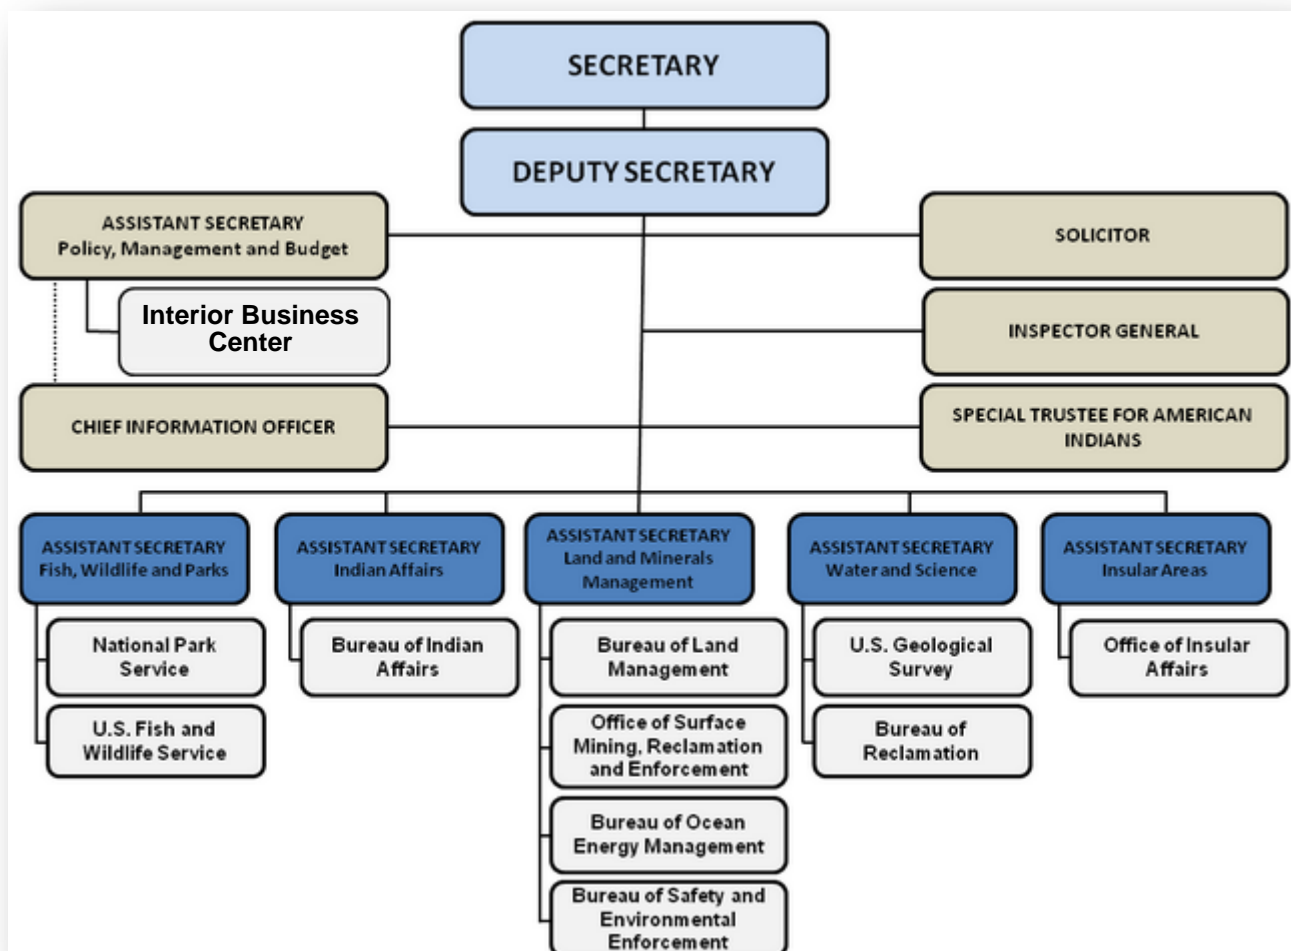 SECRETARY
DEPUTY SECRETARY
ASSISTANT SECRETARY
Policy, Management and Budget
SOLICITOR
Interior Business
Center
INSPECTOR GENERAL
CHIEF INFORMATION OFFICER
SPECIAL TRUSTEE FOR AMERICAN
INDIANS
ASSISTANT SECRETARY
Fish, Wildlife and Parks
National Park
Service
U.S. Fish and
Wildlife Service
ASSISTANT SECRETARY
Indian Affairs
Bureau of Indian
Affairs
ASSISTANT SECRETARY
Land and Minerals
Management
Bureau of Land
Management
Office of Surface
Mining, Reclamation
and Enforcement
Bureau of Ocean
Energy Management
Bureau of Safety and
Environmental
Enforcement
ASSISTANT SECRETARY
Water and Science
U.S. Geological
Survey
Bureau of
Reclamation
ASSISTANT SECRETARY
Insular Areas
Office of Insular
Affairs